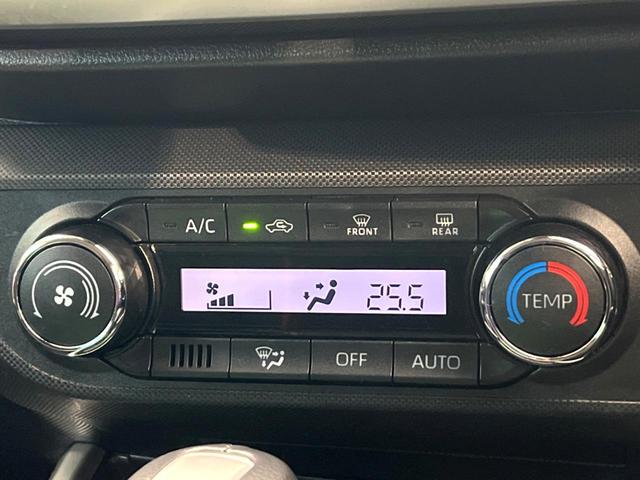 A/C
FRONT
REAR
25.5
TEMP
OFF
AUTO